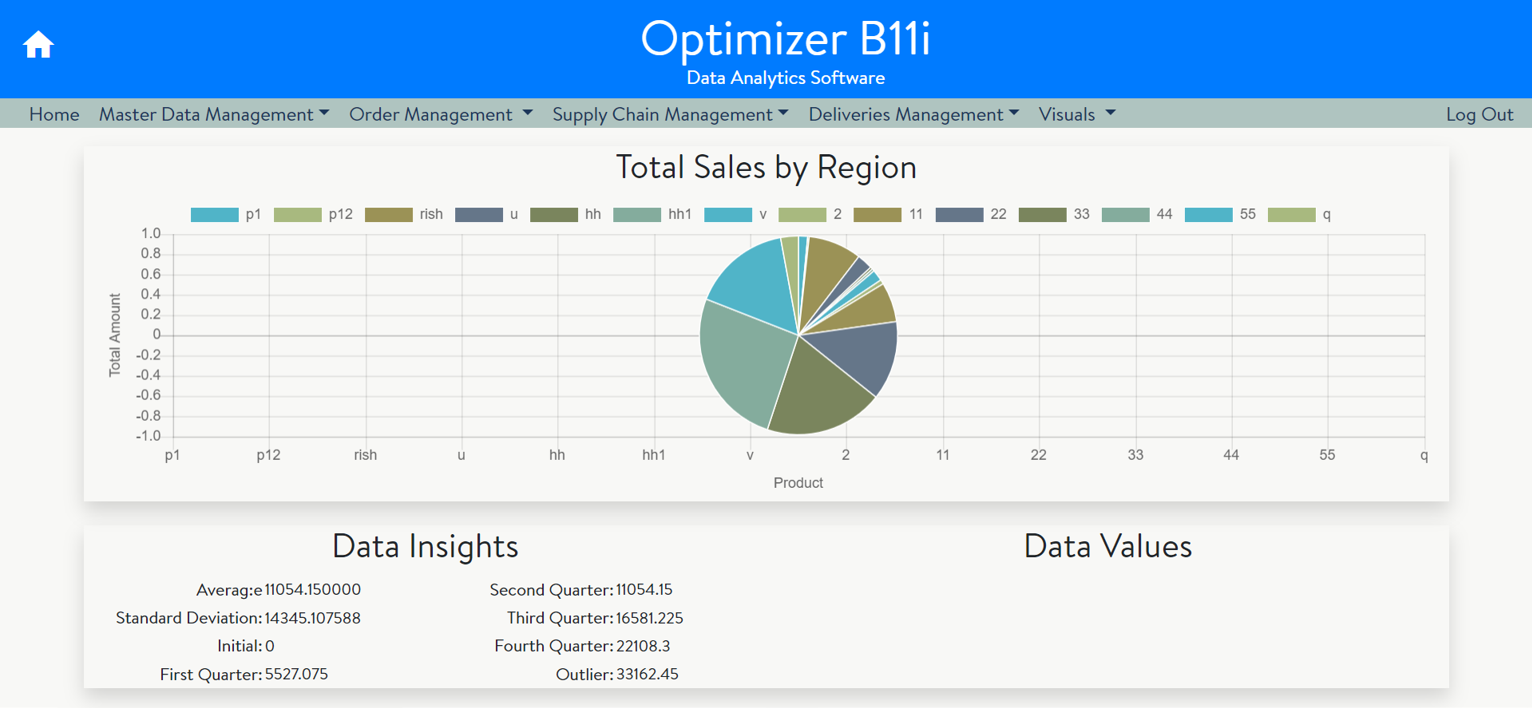 Optimizer B11i
Data Analytics Software
Home Master Data Management Order Management Supply Chain Management Deliveries Management Visuals Log Out
Total Sales by Region
p1 p12 rish u hh hh1 v 2 11 22 33 44 55 q
1.0
0.8
0.6
0.4
0.2
0
-0.2
-0.4
-0.6
-0.8
-1.0
Total Amount
p1 p12 rish u hh hh1 v 2 11 22 33 44 55 q
Product
Data Insights
Average:e 11054.150000
Standard Deviation: 14345.107588
Initial: 0
First Quarter: 5527.075
Second Quarter: 11054.15
Third Quarter: 16581.225
Fourth Quarter: 22108.3
Outlier: 33162.45
Data Values